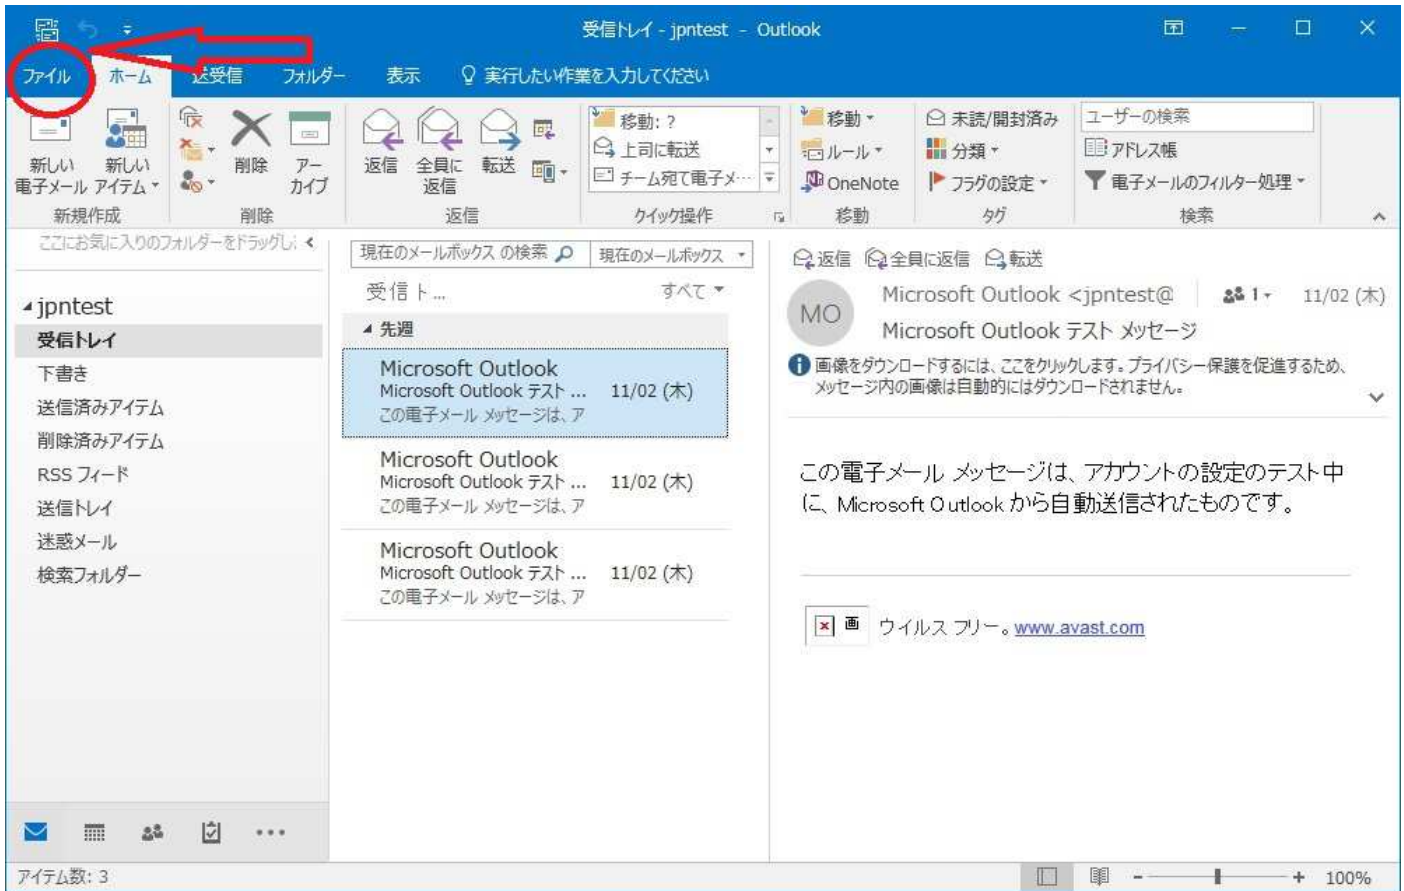 受信トレイ - jpntest - Outlook
ファイル ホーム 送受信 フォルダー 表示 実行したい作業を入力してください
新しい
電子メール
新しい
アイテム
新規作成
削除
アー
カイブ
削除
返信
全員に
返信
転送
返信
移動: ?
上司に転送
チーム宛て電子メ…
クイック操作
移動
ルール
OneNote
移動
未読/開封済み
分類
フラグの設定
タグ
ユーザーの検索
アドレス帳
電子メールのフィルター処理
検索
ここにお気に入りのフォルダーをドラッグし
jpntest
受信トレイ
下書き
送信済みアイテム
削除済みアイテム
RSS フィード
送信トレイ
迷惑メール
検索フォルダー
現在のメールボックス の検索 現在のメールボックス
受信ト... すべて
先週
Microsoft Outlook
Microsoft Outlook テスト ... 11/02 (木)
この電子メール メッセージは、ア
Microsoft Outlook
Microsoft Outlook テスト ... 11/02 (木)
この電子メール メッセージは、ア
Microsoft Outlook
Microsoft Outlook テスト ... 11/02 (木)
この電子メール メッセージは、ア
返信 全員に返信 転送
MO
Microsoft Outlook <jpntest@ 1 11/02 (木)
Microsoft Outlook テスト メッセージ
画像をダウンロードするには、ここをクリックします。プライバシー保護を促進するため、
メッセージ内の画像は自動的にはダウンロードされません。
この電子メール メッセージは、アカウントの設定のテスト中
に、Microsoft Outlook から自動送信されたものです。
画 ウイルス フリー。www.avast.com
アイテム数: 3 100%